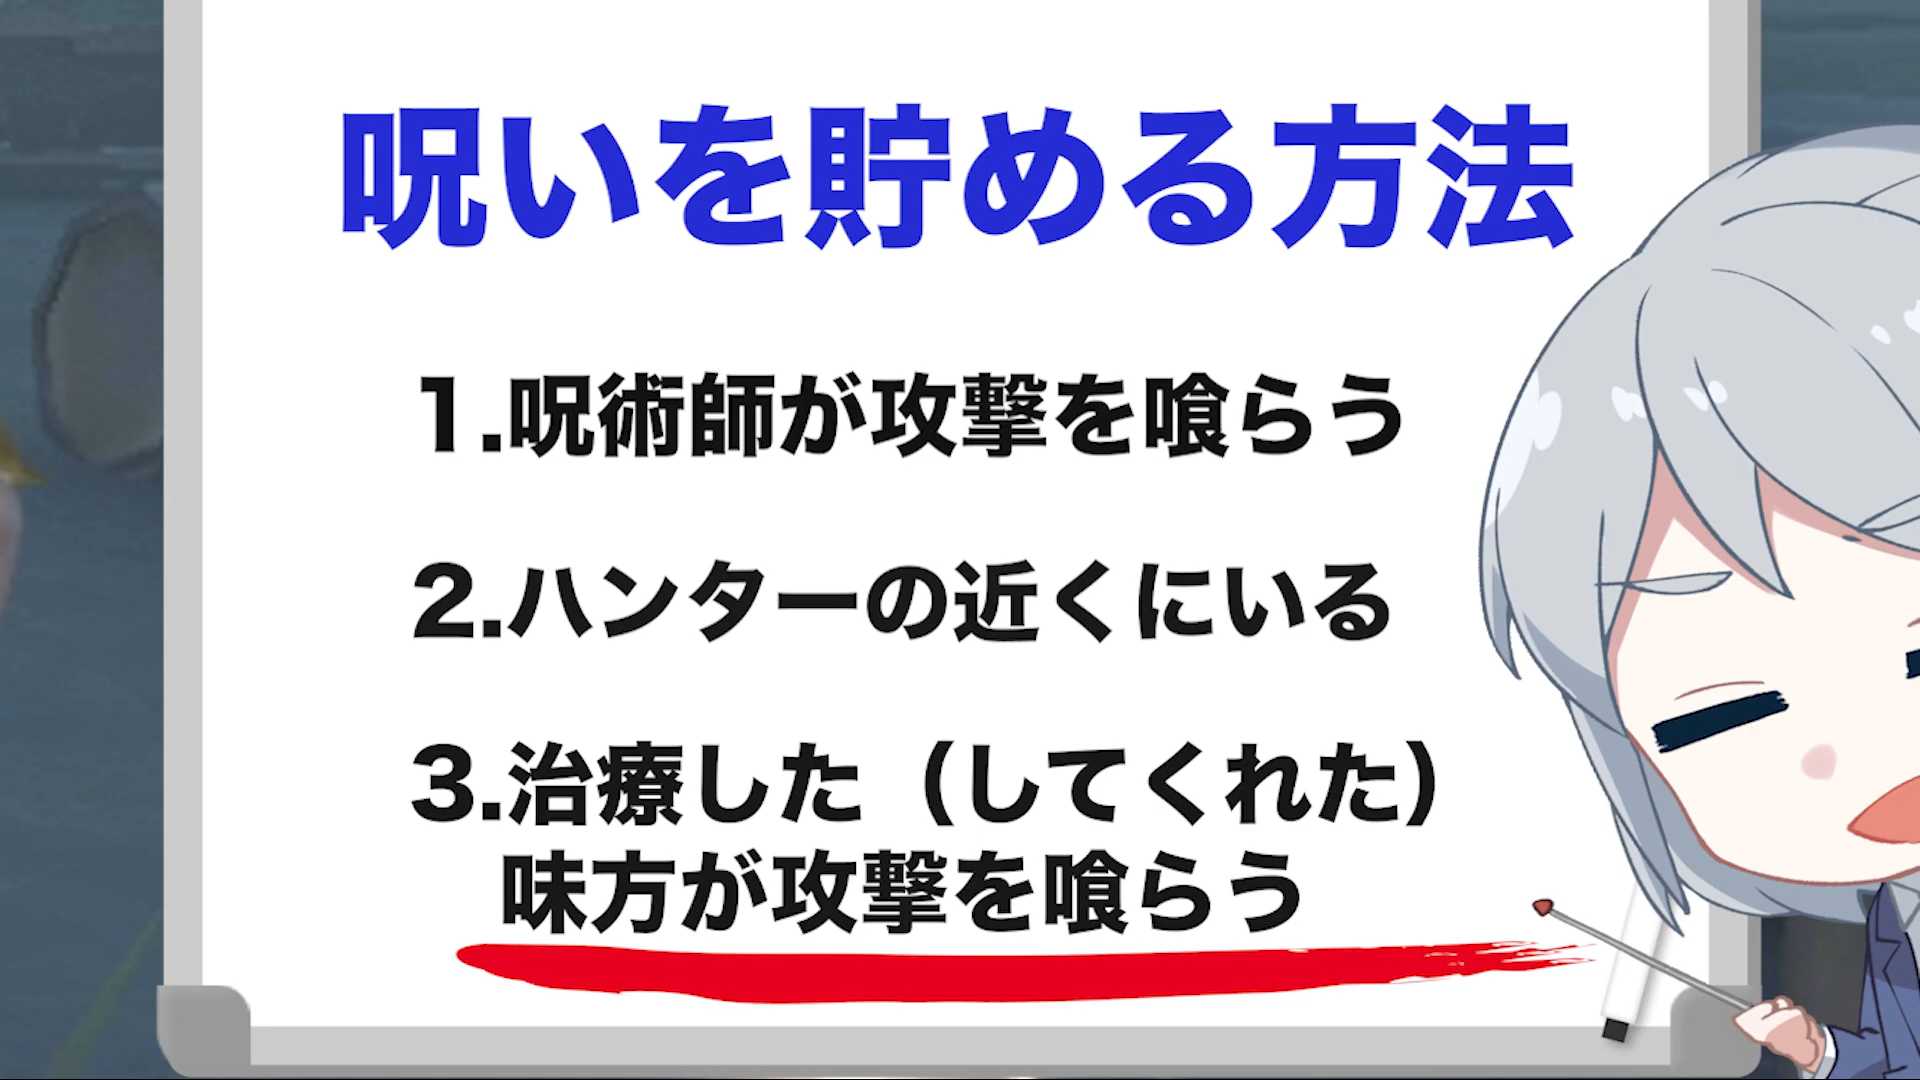 呪いを貯める方法
1.呪術師が攻撃を喰らう
2.ハンターの近くにいる
3.治療した（してくれた）
味方が攻撃を喰らう